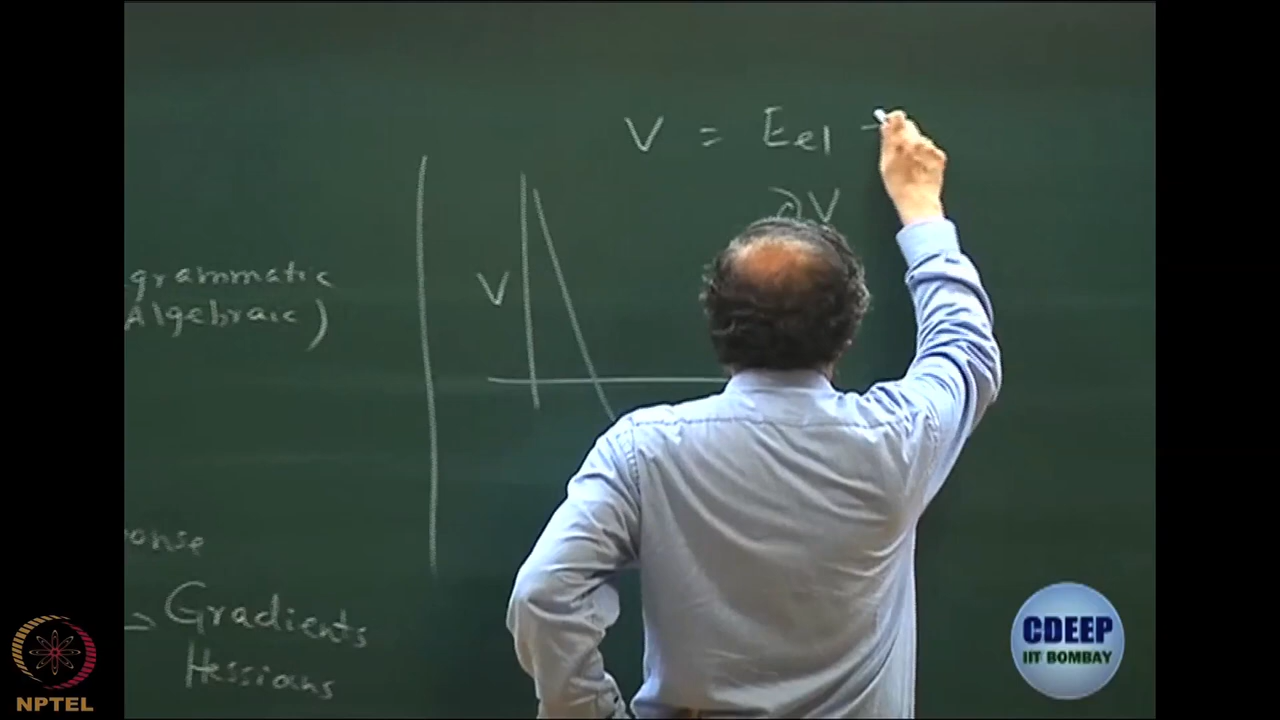 V = Eel
∂V
grammatic
Algebraic)
V
onse
Gradients
Hessians
NPTEL
CDEEP
IIT BOMBAY